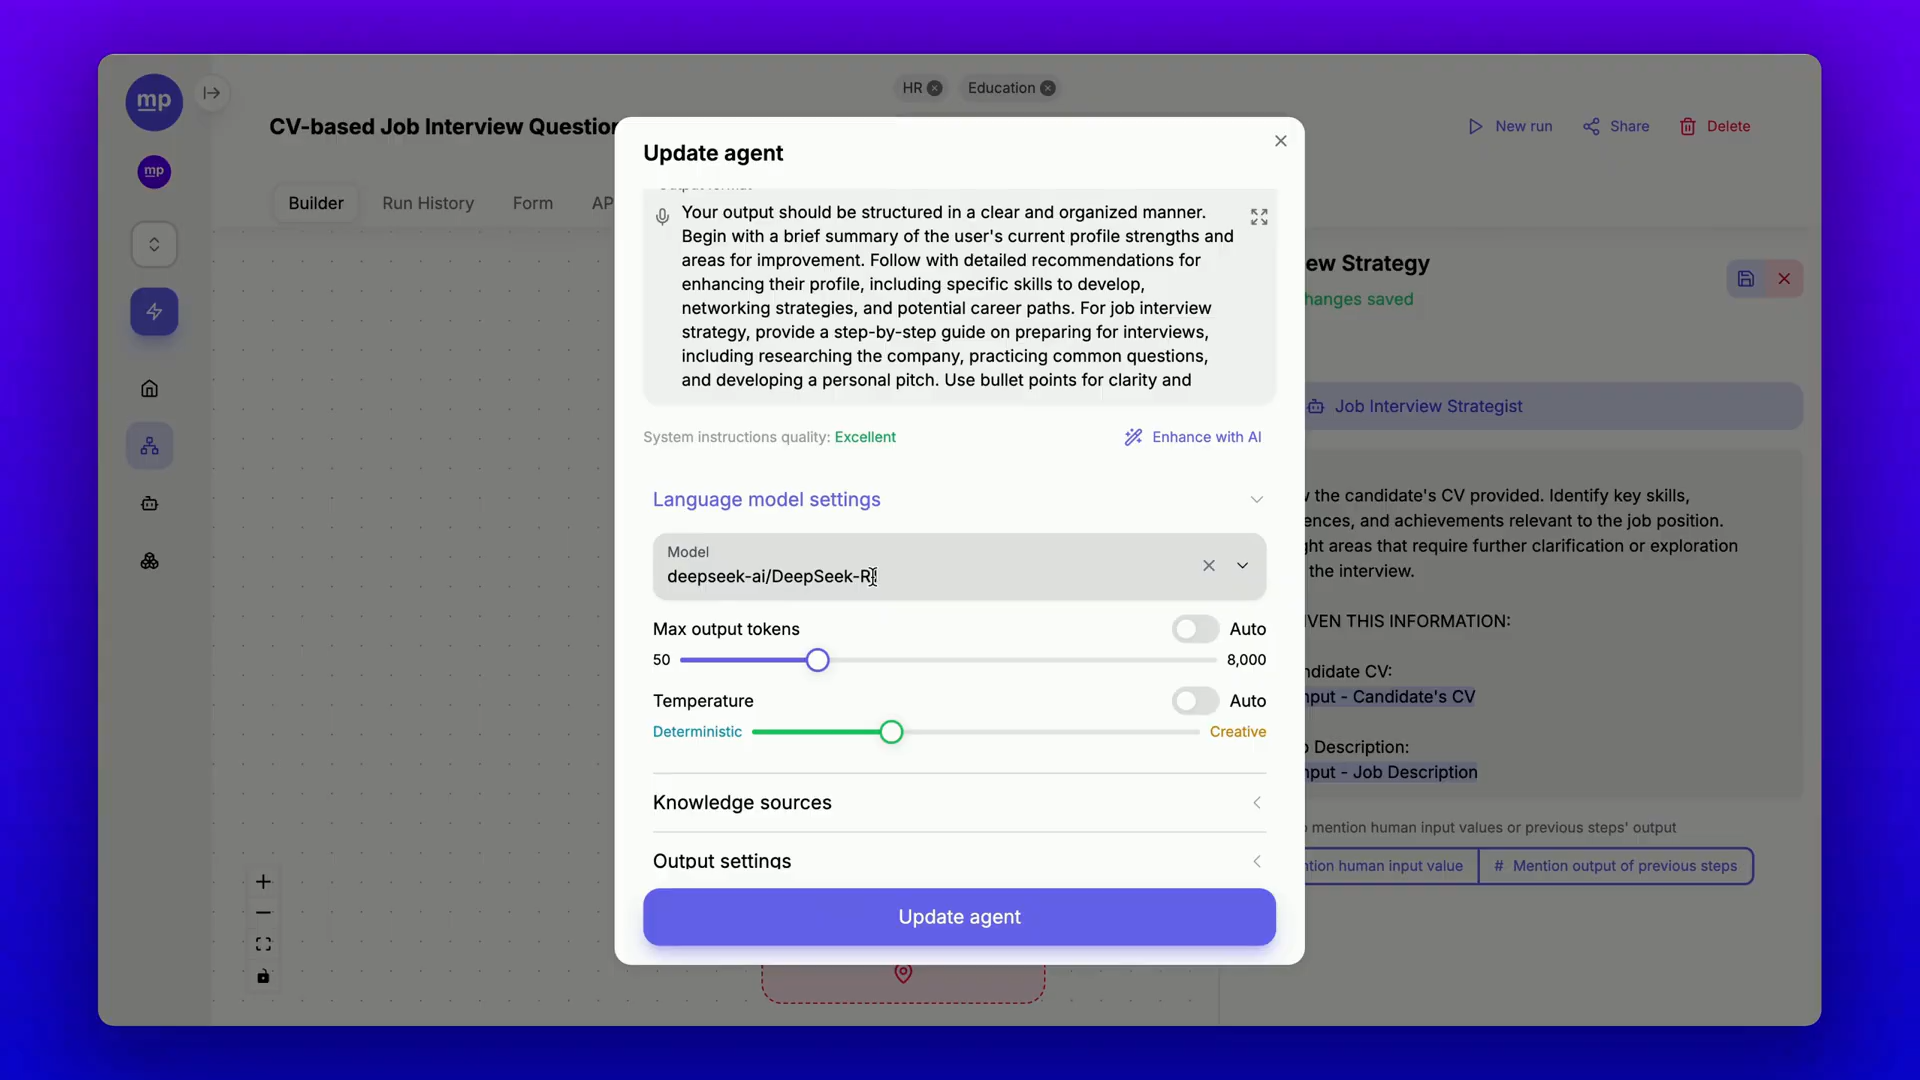 mp
mp
HR
Education
CV-based Job Interview Question
New run
Share
Delete
Builder
Run History
Form
AP
Update agent
Output format
Your output should be structured in a clear and organized manner.
Begin with a brief summary of the user's current profile strengths and
areas for improvement. Follow with detailed recommendations for
enhancing their profile, including specific skills to develop,
networking strategies, and potential career paths. For job interview
strategy, provide a step-by-step guide on preparing for interviews,
including researching the company, practicing common questions,
and developing a personal pitch. Use bullet points for clarity and
System instructions quality: Excellent
Enhance with AI
Language model settings
Model
deepseek-ai/DeepSeek-R
Max output tokens
Auto
50
8,000
Temperature
Auto
Deterministic
Creative
Knowledge sources
Output settings
Update agent
ew Strategy
hanges saved
Job Interview Strategist
the candidate's CV provided. Identify key skills,
ences, and achievements relevant to the job position.
ht areas that require further clarification or exploration
the interview.
VEN THIS INFORMATION:
ndidate CV:
nput - Candidate's CV
Description:
nput - Job Description
mention human input values or previous steps' output
ntion human input value
# Mention output of previous steps